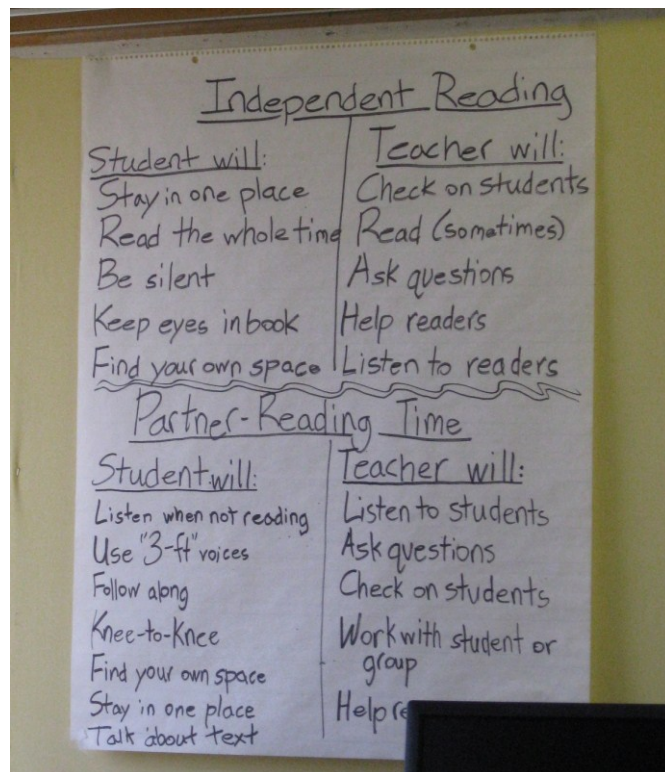 Independent Reading
Student will:
Stay in one place
Read the whole time
Be silent
Keep eyes in book
Find your own space
Teacher will:
Check on students
Read (sometimes)
Ask questions
Help readers
Listen to readers
Partner-Reading Time
Student will:
Listen when not reading
Use "3-ft" voices
Follow along
Knee-to-Knee
Find your own space
Stay in one place
Talk about text
Teacher will:
Listen to students
Ask questions
Check on students
Work with student or
group
Help